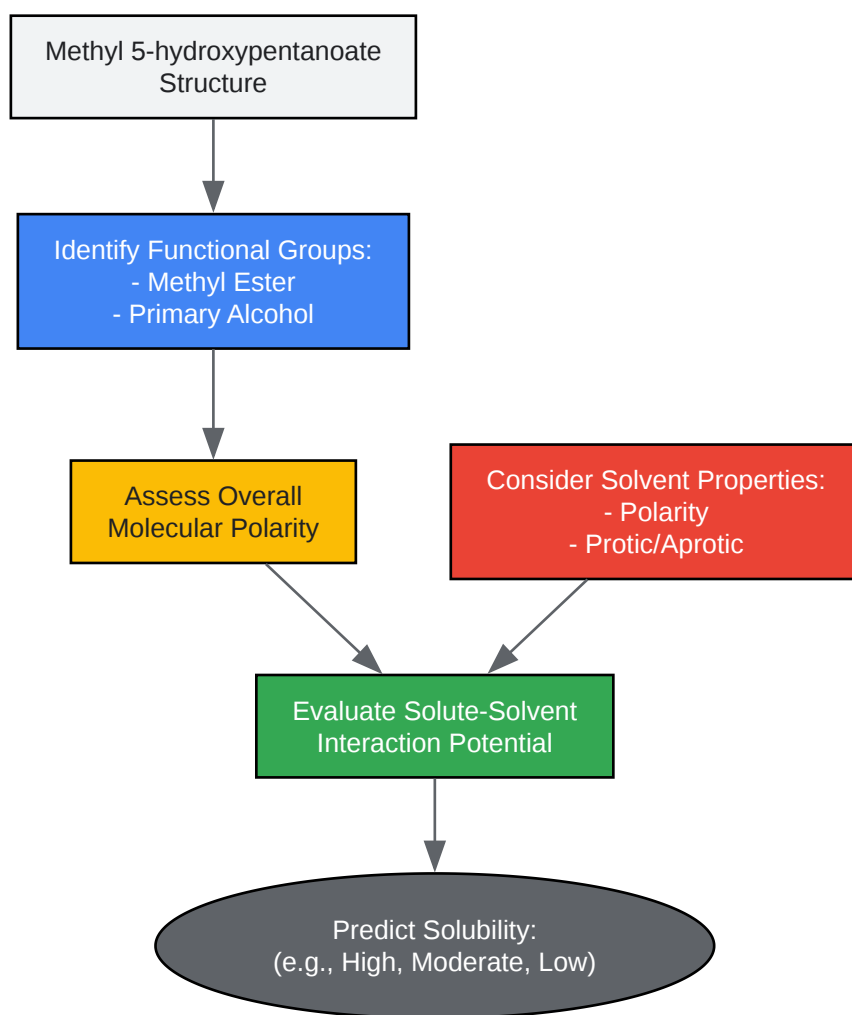 Methyl 5-hydroxypentanoate
Structure
Identify Functional Groups:
- Methyl Ester
- Primary Alcohol
Assess Overall
Molecular Polarity
Consider Solvent Properties:
- Polarity
- Protic/Aprotic
Evaluate Solute-Solvent
Interaction Potential
Predict Solubility:
(e.g., High, Moderate, Low)